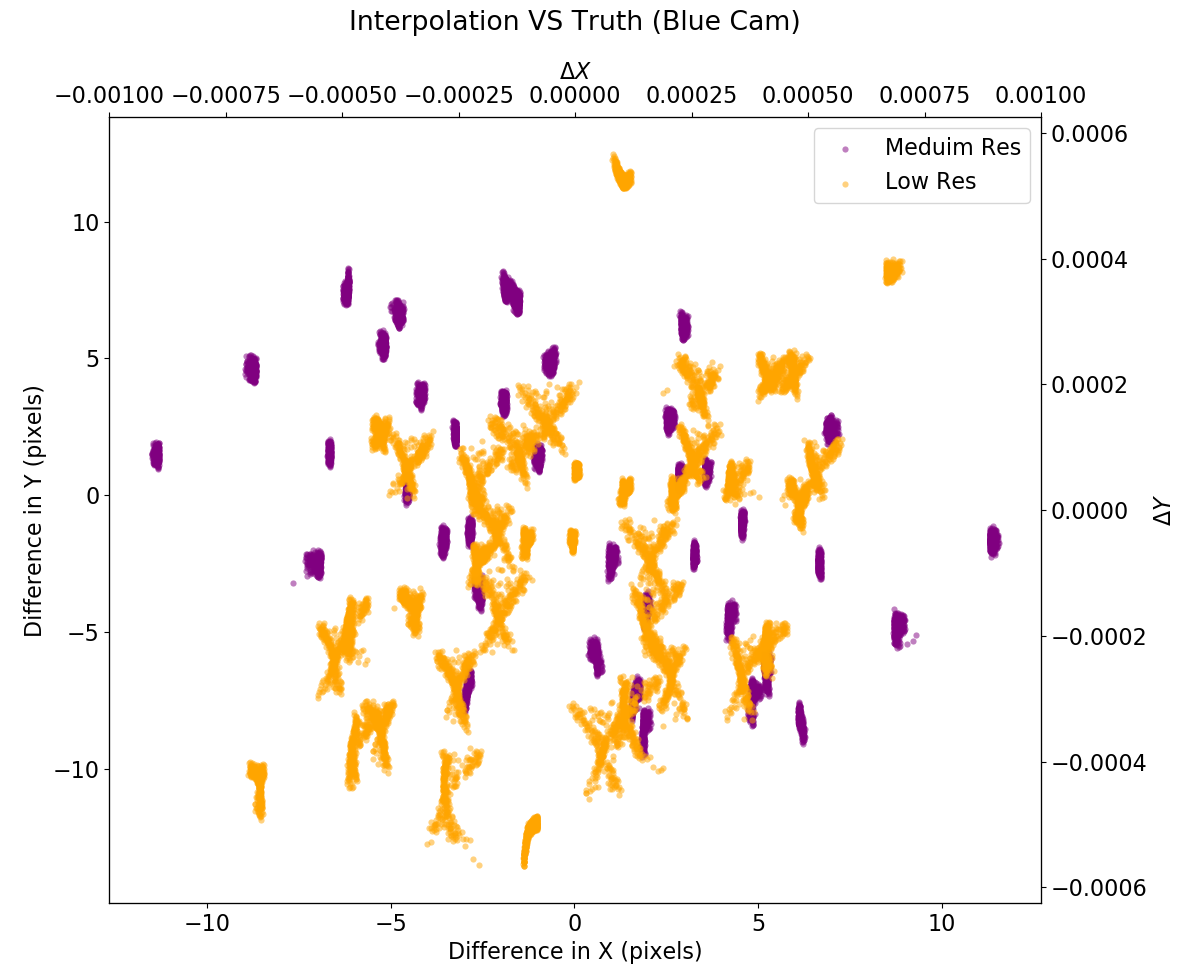 Interpolation VS Truth (Blue Cam)
ΔX
−0.00100 −0.00075 −0.00050 −0.00025 0.00000 0.00025 0.00050 0.00075 0.00100
Meduim Res
Low Res
10
5
0
−5
−10
Difference in Y (pixels)
0.0006
0.0004
0.0002
0.0000
−0.0002
−0.0004
−0.0006
ΔY
−10 −5 0 5 10
Difference in X (pixels)